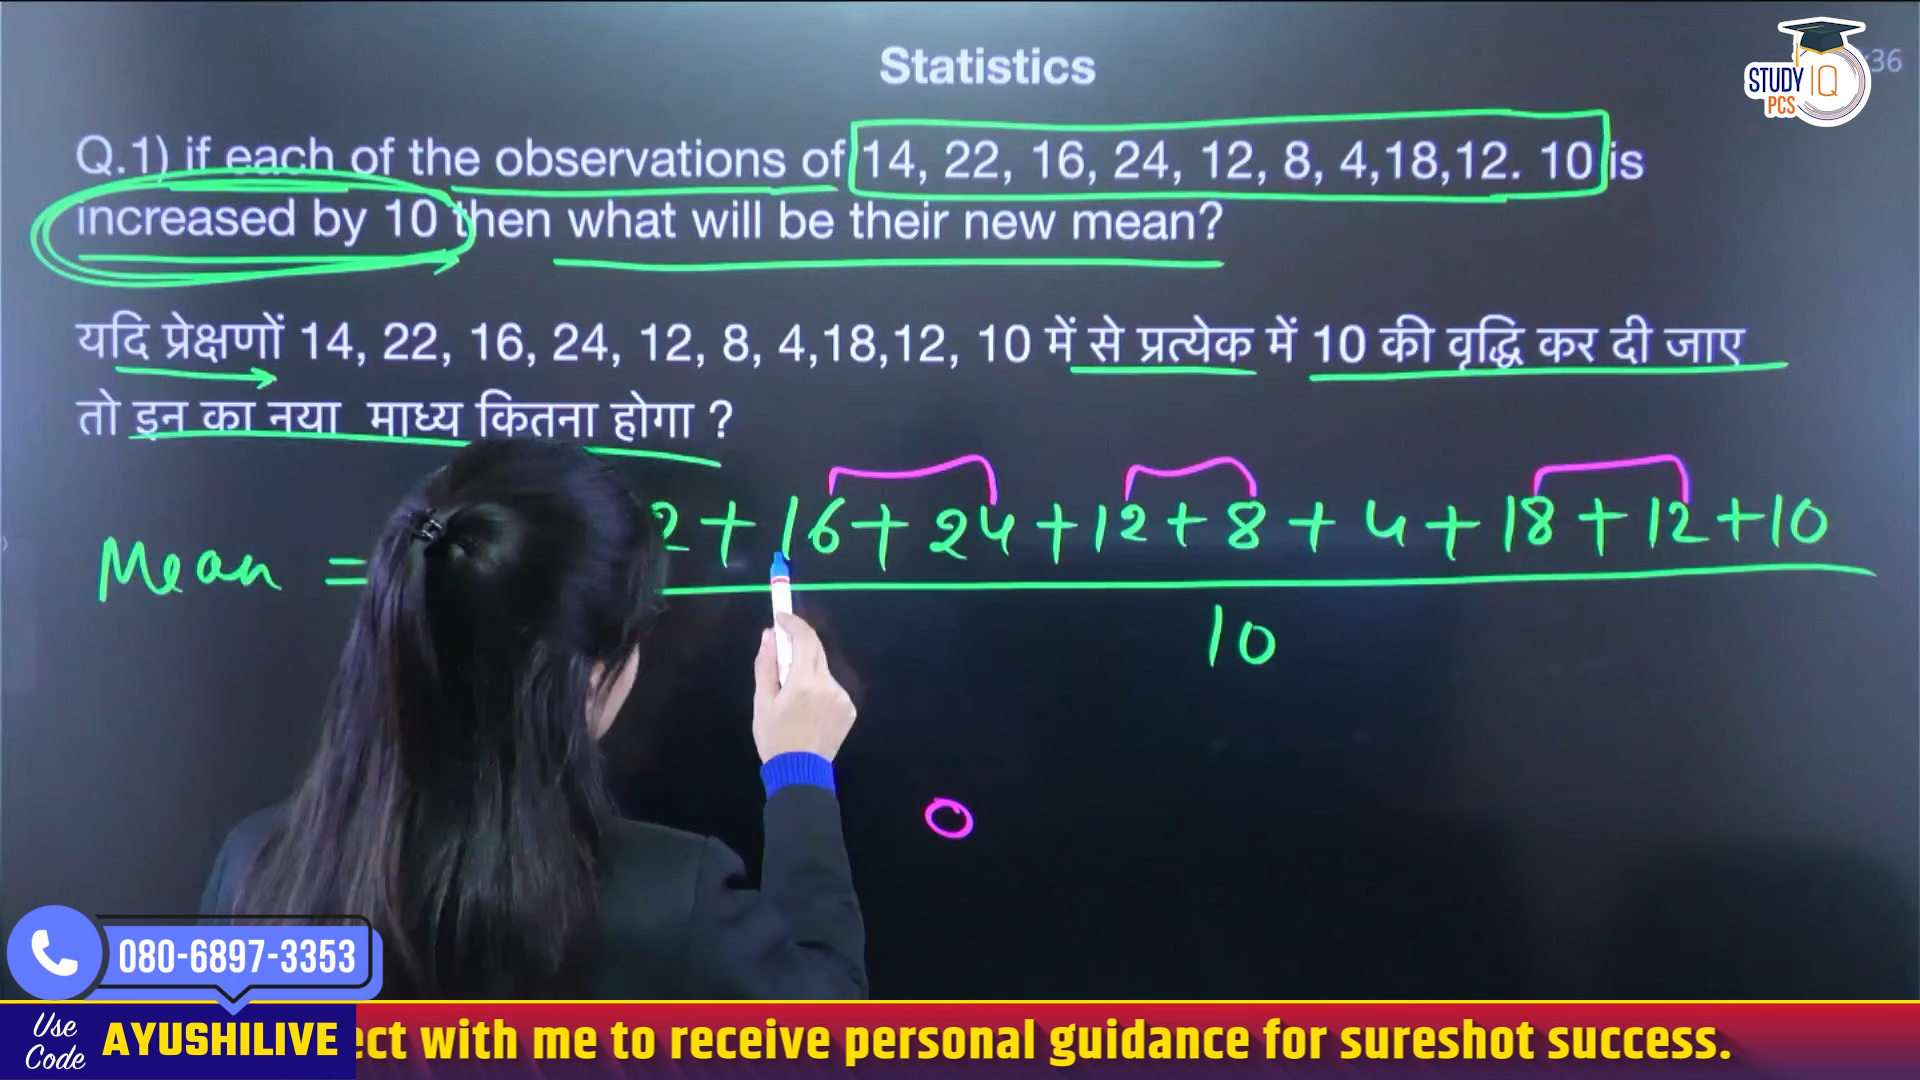 Statistics
:36
STUDY IQ
PCS
Q.1) if each of the observations of 14, 22, 16, 24, 12, 8, 4,18,12. 10 is
increased by 10 then what will be their new mean?
यदि प्रेक्षणों 14, 22, 16, 24, 12, 8, 4,18,12, 10 में से प्रत्येक में 10 की वृद्धि कर दी जाए
तो इन का नया माध्य कितना होगा ?
Mean = 2 + 16 + 24 + 12 + 8 + 4 + 18 + 12 + 10
10
080-6897-3353
Use Code AYUSHILIVE
ect with me to receive personal guidance for sureshot success.